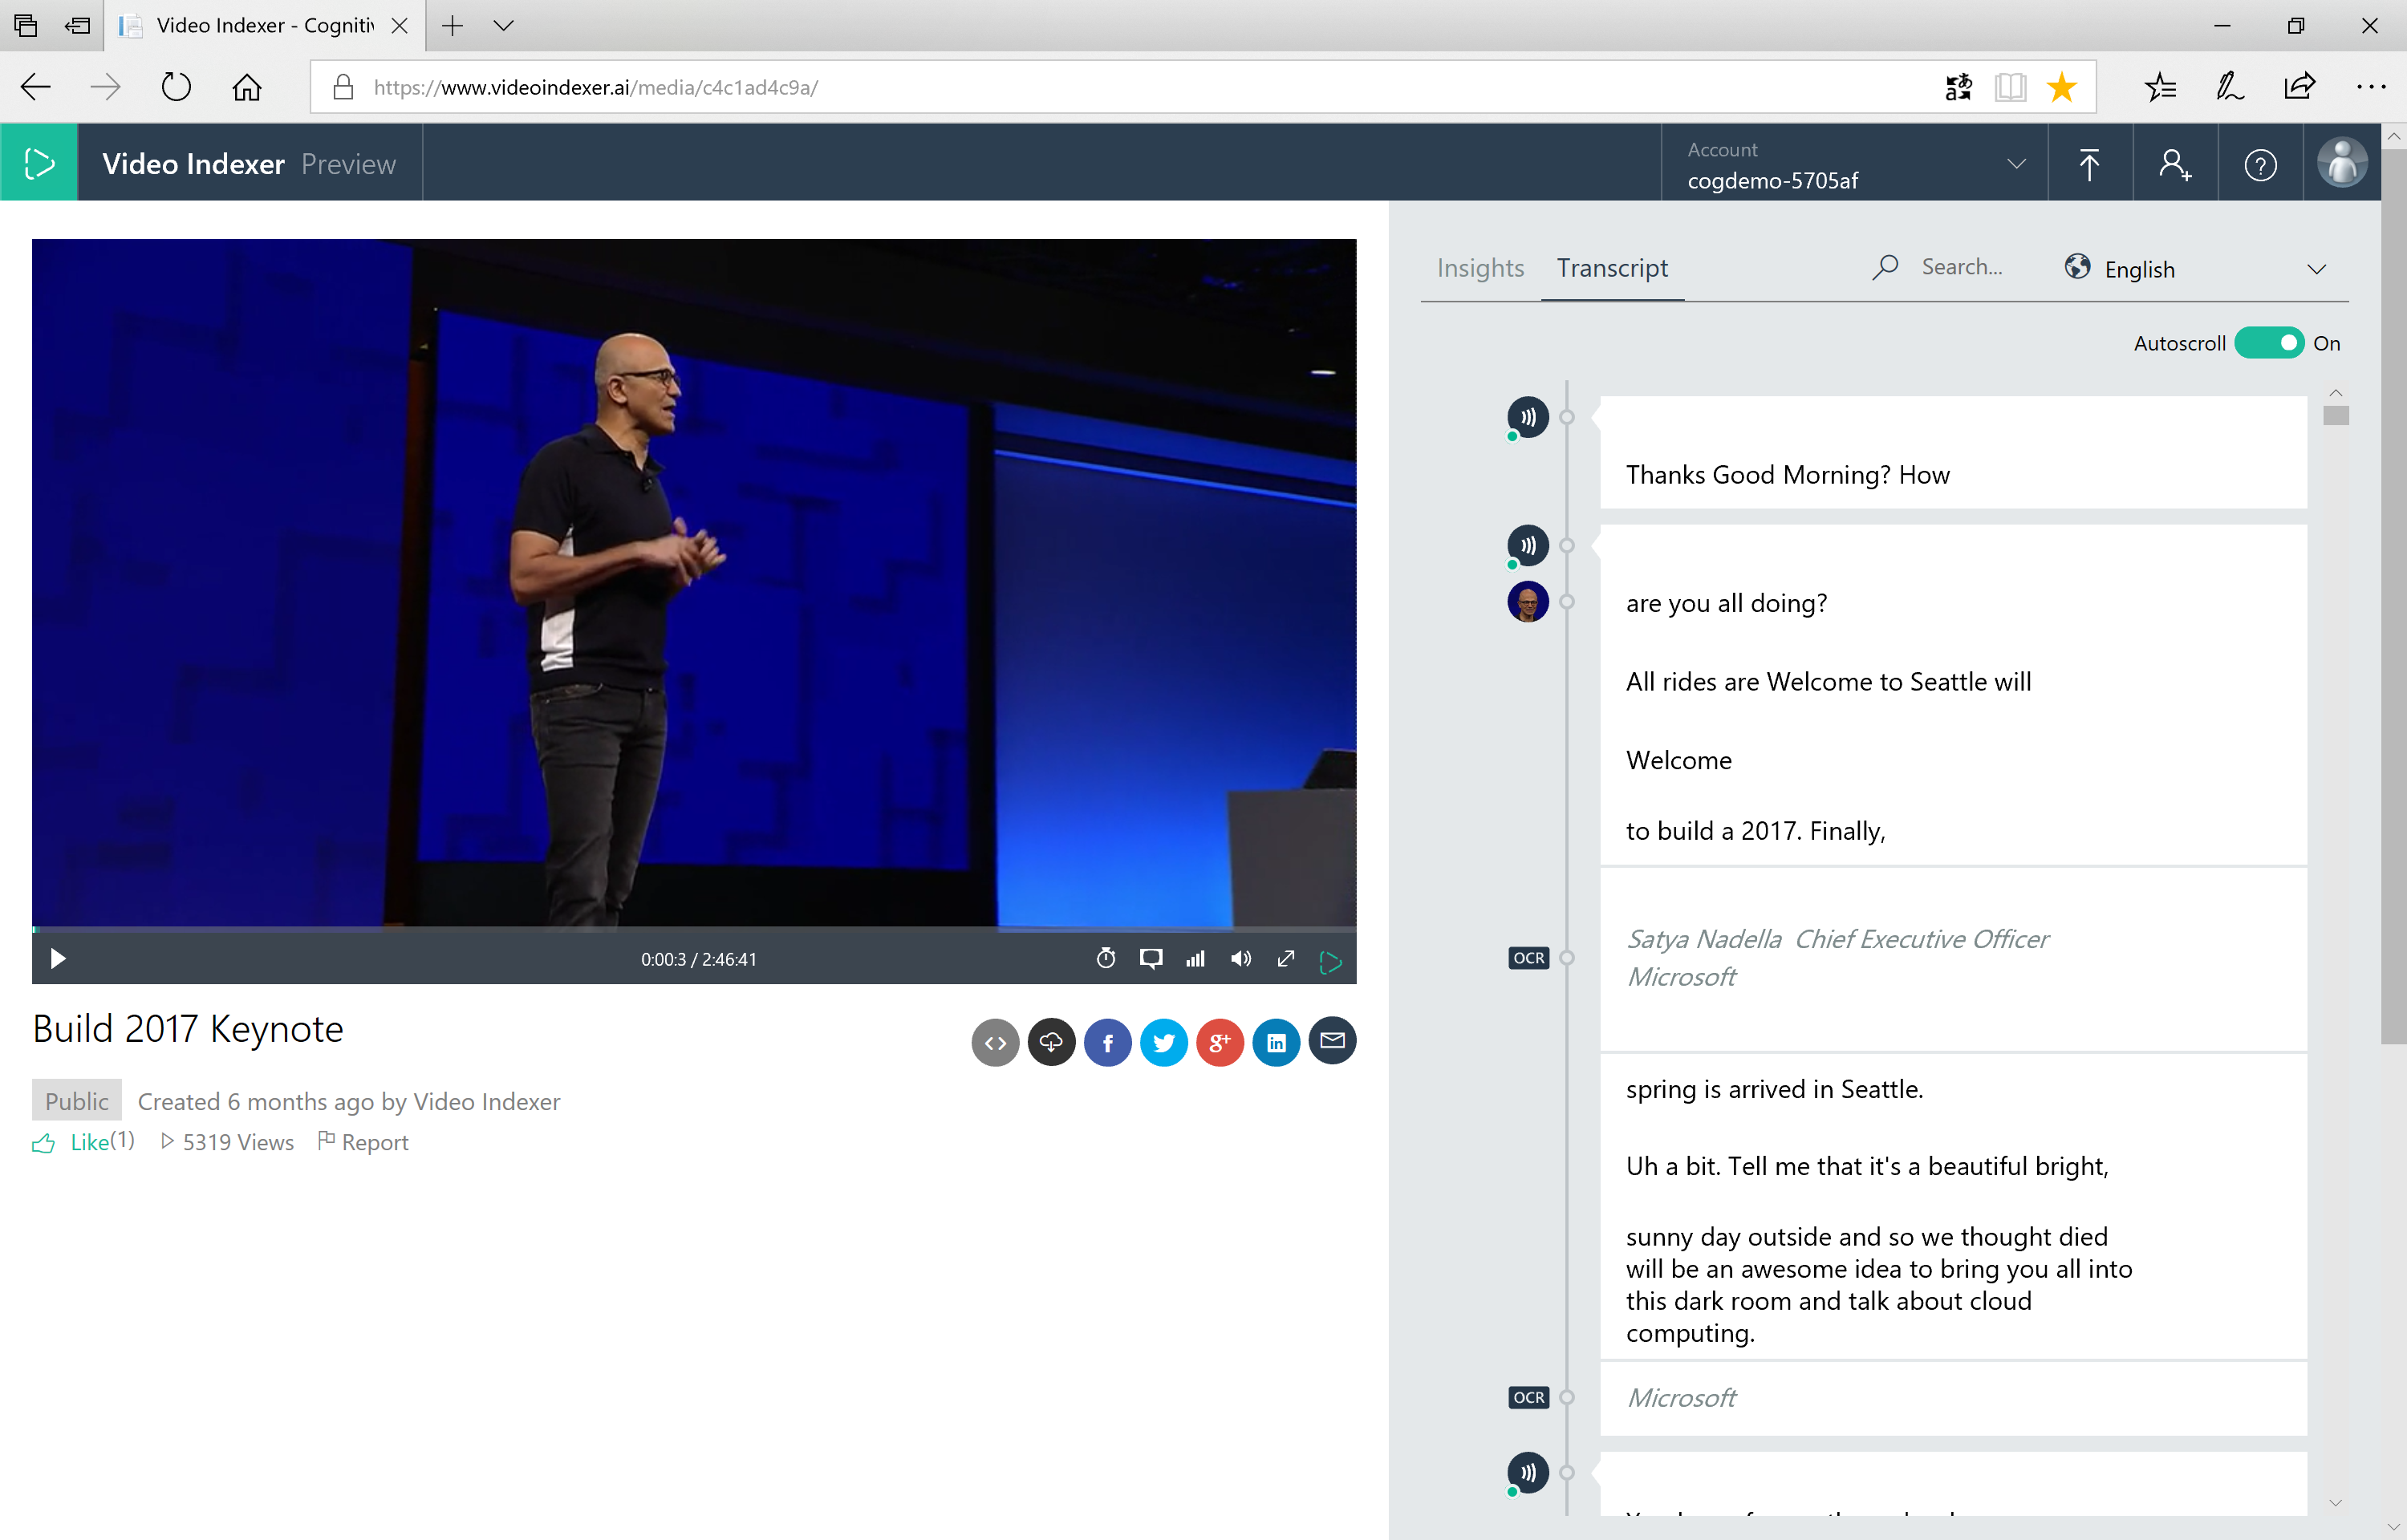 Video Indexer - Cogniti
https://www.videoindexer.ai/media/c4c1ad4c9a/
Video Indexer Preview
Account
cogdemo-5705af
Insights Transcript Search... English
Autoscroll On
Thanks Good Morning? How
are you all doing?
All rides are Welcome to Seattle will
Welcome
to build a 2017. Finally,
OCR
Satya Nadella Chief Executive Officer
Microsoft
spring is arrived in Seattle.
Uh a bit. Tell me that it's a beautiful bright,
sunny day outside and so we thought died
will be an awesome idea to bring you all into
this dark room and talk about cloud
computing.
OCR
Microsoft
0:00:3 / 2:46:41
Build 2017 Keynote
Public Created 6 months ago by Video Indexer
Like(1) 5319 Views Report